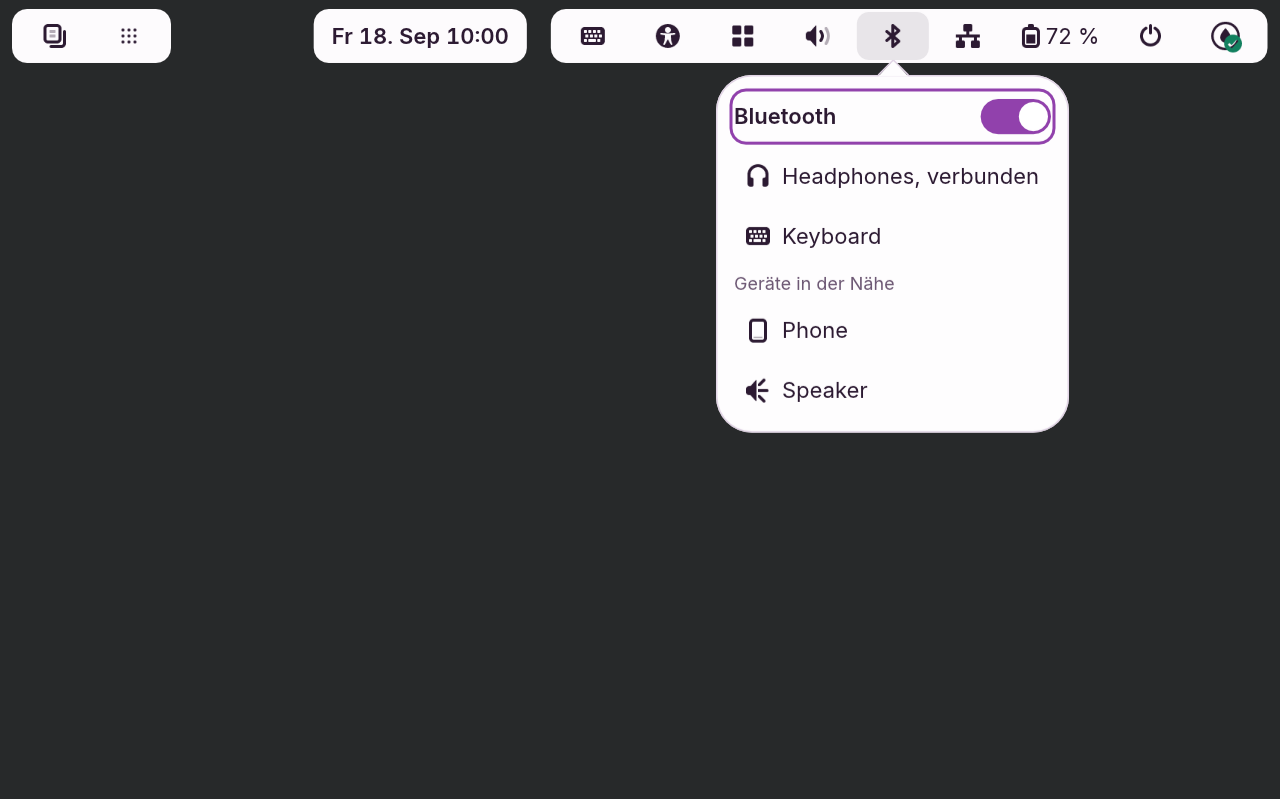 Fr 18. Sep 10:00
72 %
Bluetooth
Headphones, verbunden
Keyboard
Geräte in der Nähe
Phone
Speaker